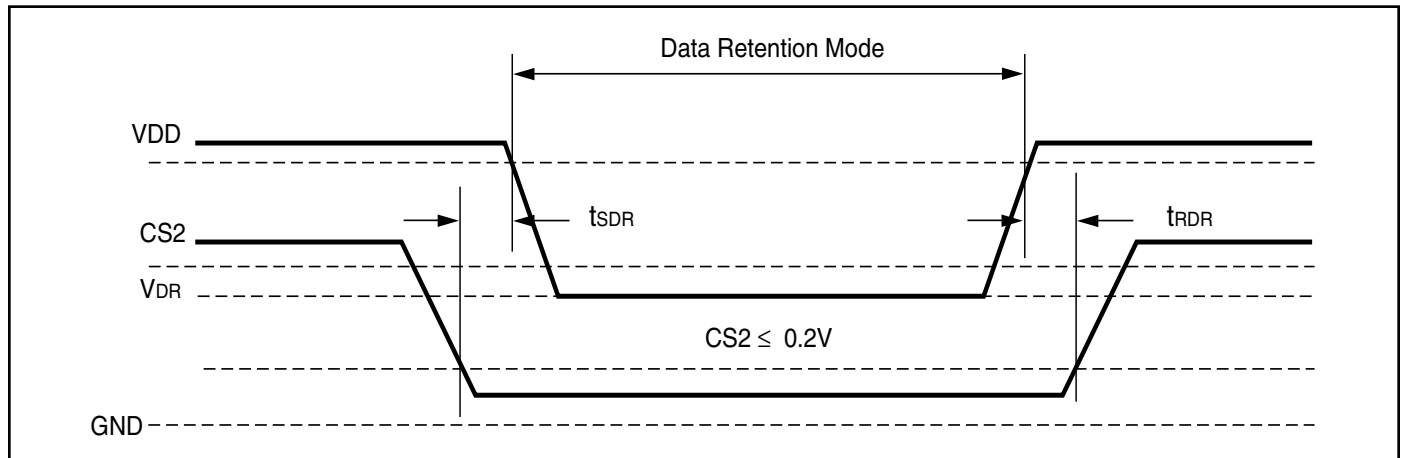 Data Retention Mode
VDD
tSDR
tRDR
CS2
VDR
CS2 ≤ 0.2V
GND